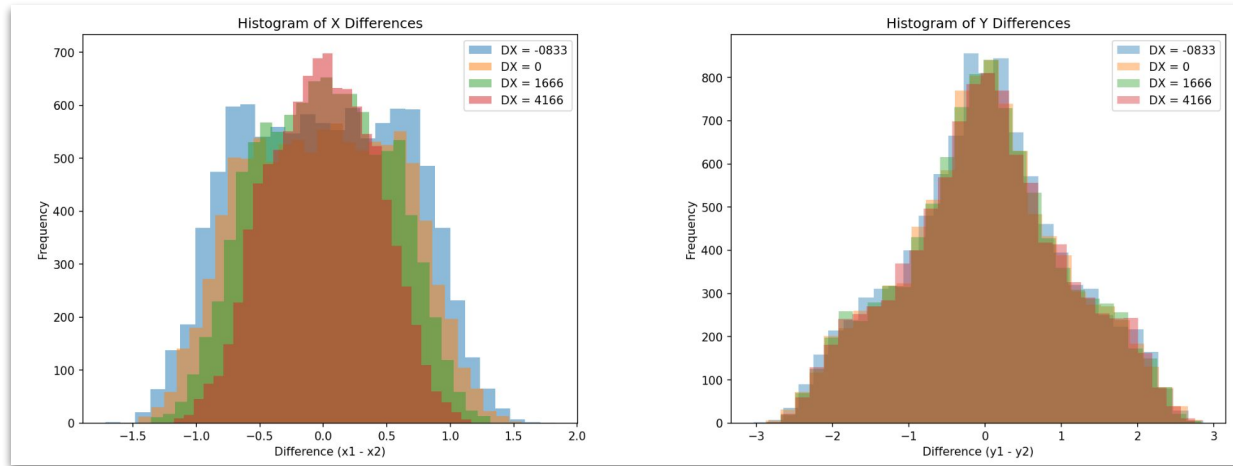 Histogram of X Differences
700
600
500
400
300
200
100
0
Frequency
−1.5
−1.0
−0.5
0.0
0.5
1.0
1.5
2.0
Difference (x1 - x2)
DX = -0833
DX = 0
DX = 1666
DX = 4166
Histogram of Y Differences
800
700
600
500
400
300
200
100
0
Frequency
−3
−2
−1
0
1
2
3
Difference (y1 - y2)
DX = -0833
DX = 0
DX = 1666
DX = 4166